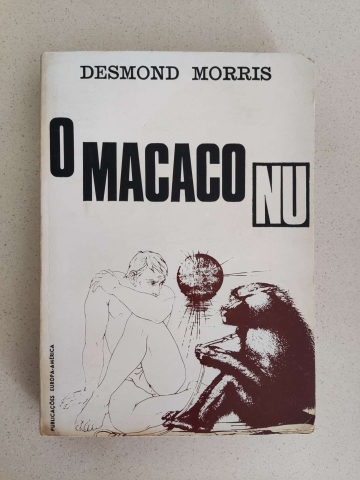 DESMOND MORRIS
O MACACO NU
PUBLICAÇÕES EUROPA-AMÉRICA